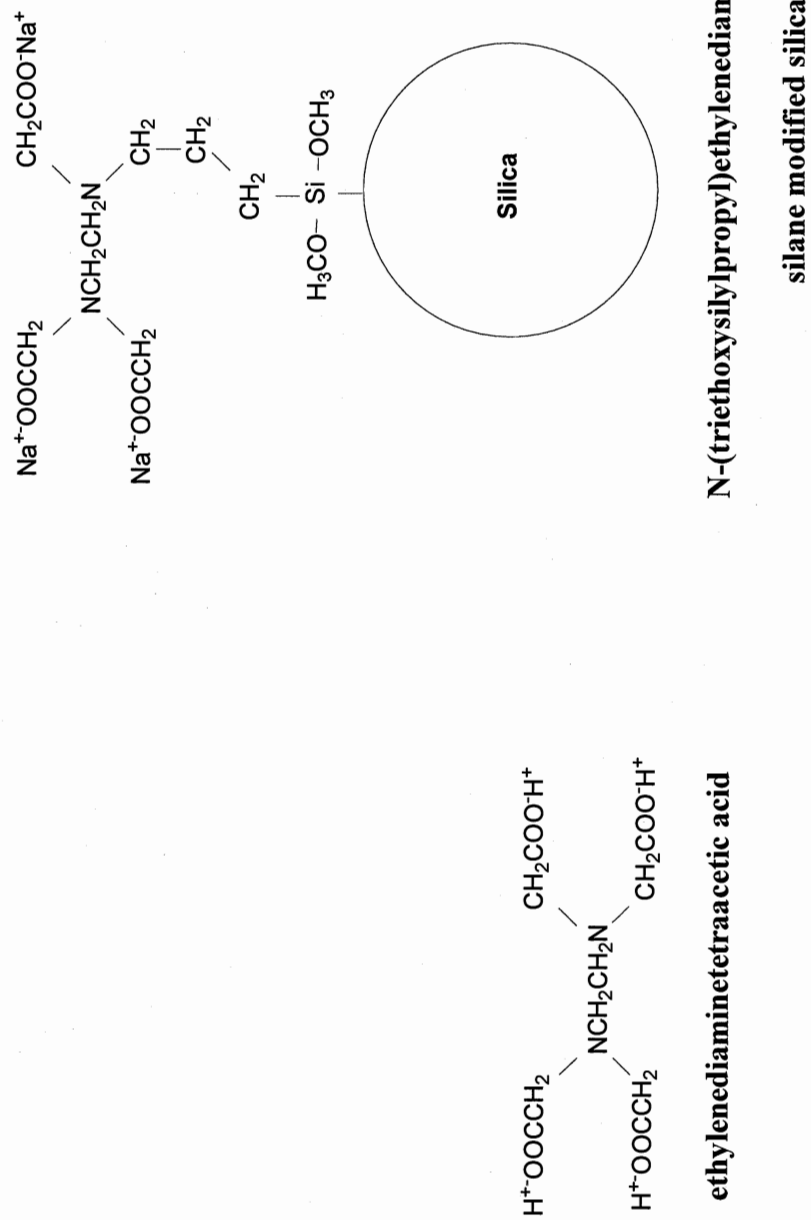 Na⁺⁻OOCCH₂ CH₂COO⁻Na⁺
NCH₂CH₂N
Na⁺⁻OOCCH₂ CH₂
CH₂
CH₂
H₃CO– Si –OCH₃
Silica
H⁺⁻OOCCH₂ CH₂COO⁻H⁺
NCH₂CH₂N
H⁺⁻OOCCH₂ CH₂COO⁻H⁺
ethylenediaminetetraacetic acid
N-(triethoxysilylpropyl)ethylenedian
silane modified silica